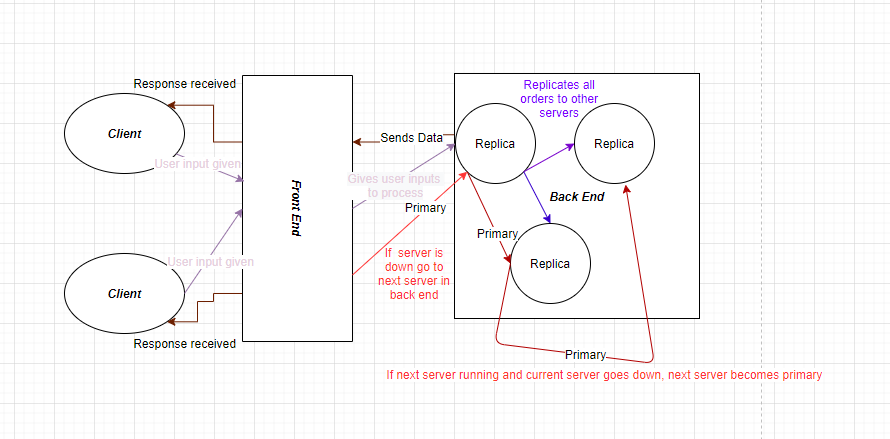 Response received
Client
User input given
User input given
Client
Response received
Front End
Sends Data
Gives user inputs
to process
Primary
If  server is
down go to
next server in
back end
Replicates all
orders to other
servers
Replica
Replica
Back End
Primary
Replica
Primary
If next server running and current server goes down, next server becomes primary